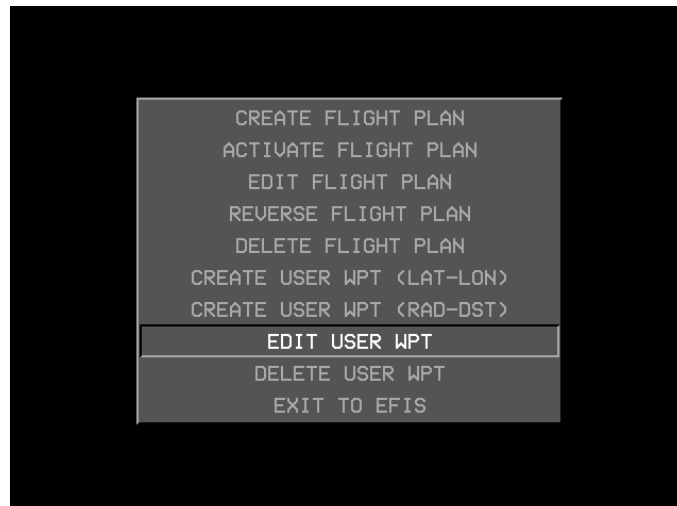 CREATE FLIGHT PLAN
ACTIVATE FLIGHT PLAN
EDIT FLIGHT PLAN
REVERSE FLIGHT PLAN
DELETE FLIGHT PLAN
CREATE USER WPT (LAT-LON)
CREATE USER WPT (RAD-DST)
EDIT USER WPT
DELETE USER WPT
EXIT TO EFIS